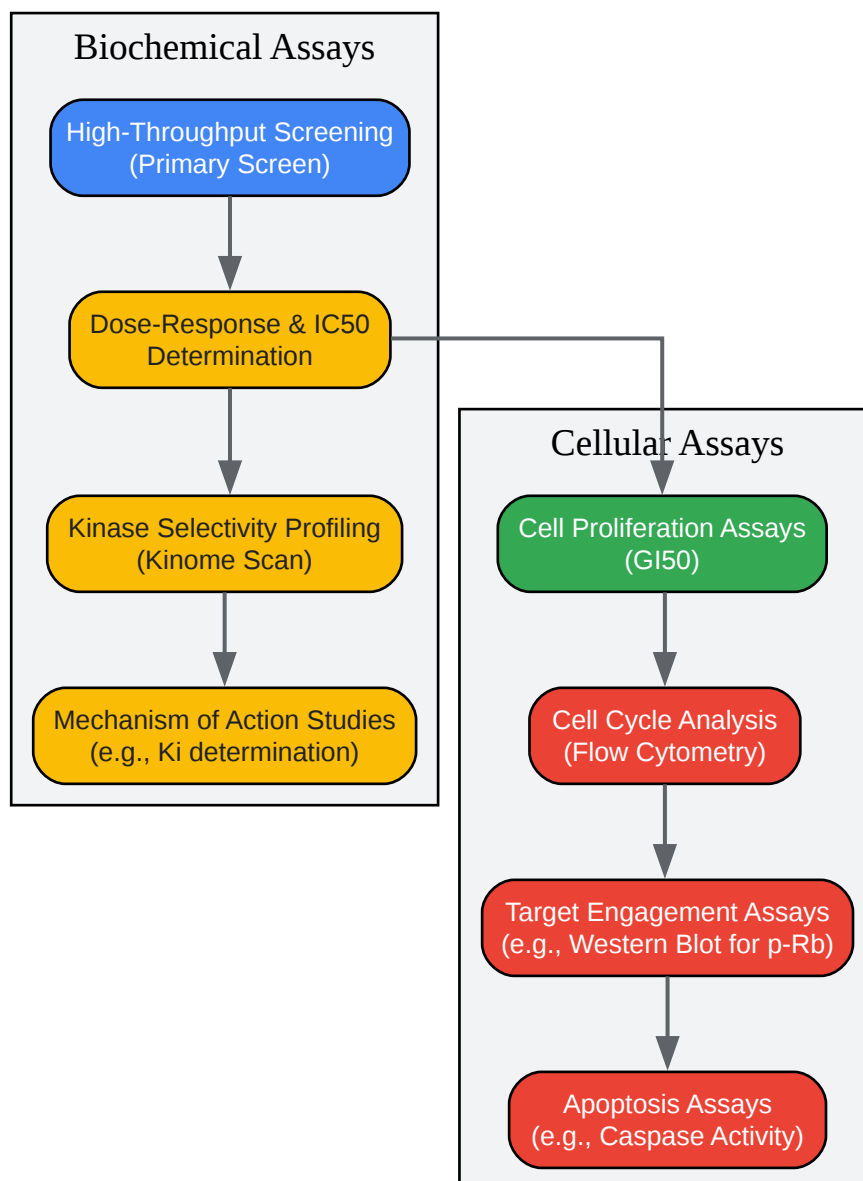 Biochemical Assays
High-Throughput Screening
(Primary Screen)
Dose-Response & IC50
Determination
Kinase Selectivity Profiling
(Kinome Scan)
Mechanism of Action Studies
(e.g., Ki determination)
Cellular Assays
Cell Proliferation Assays
(GI50)
Cell Cycle Analysis
(Flow Cytometry)
Target Engagement Assays
(e.g., Western Blot for p-Rb)
Apoptosis Assays
(e.g., Caspase Activity)